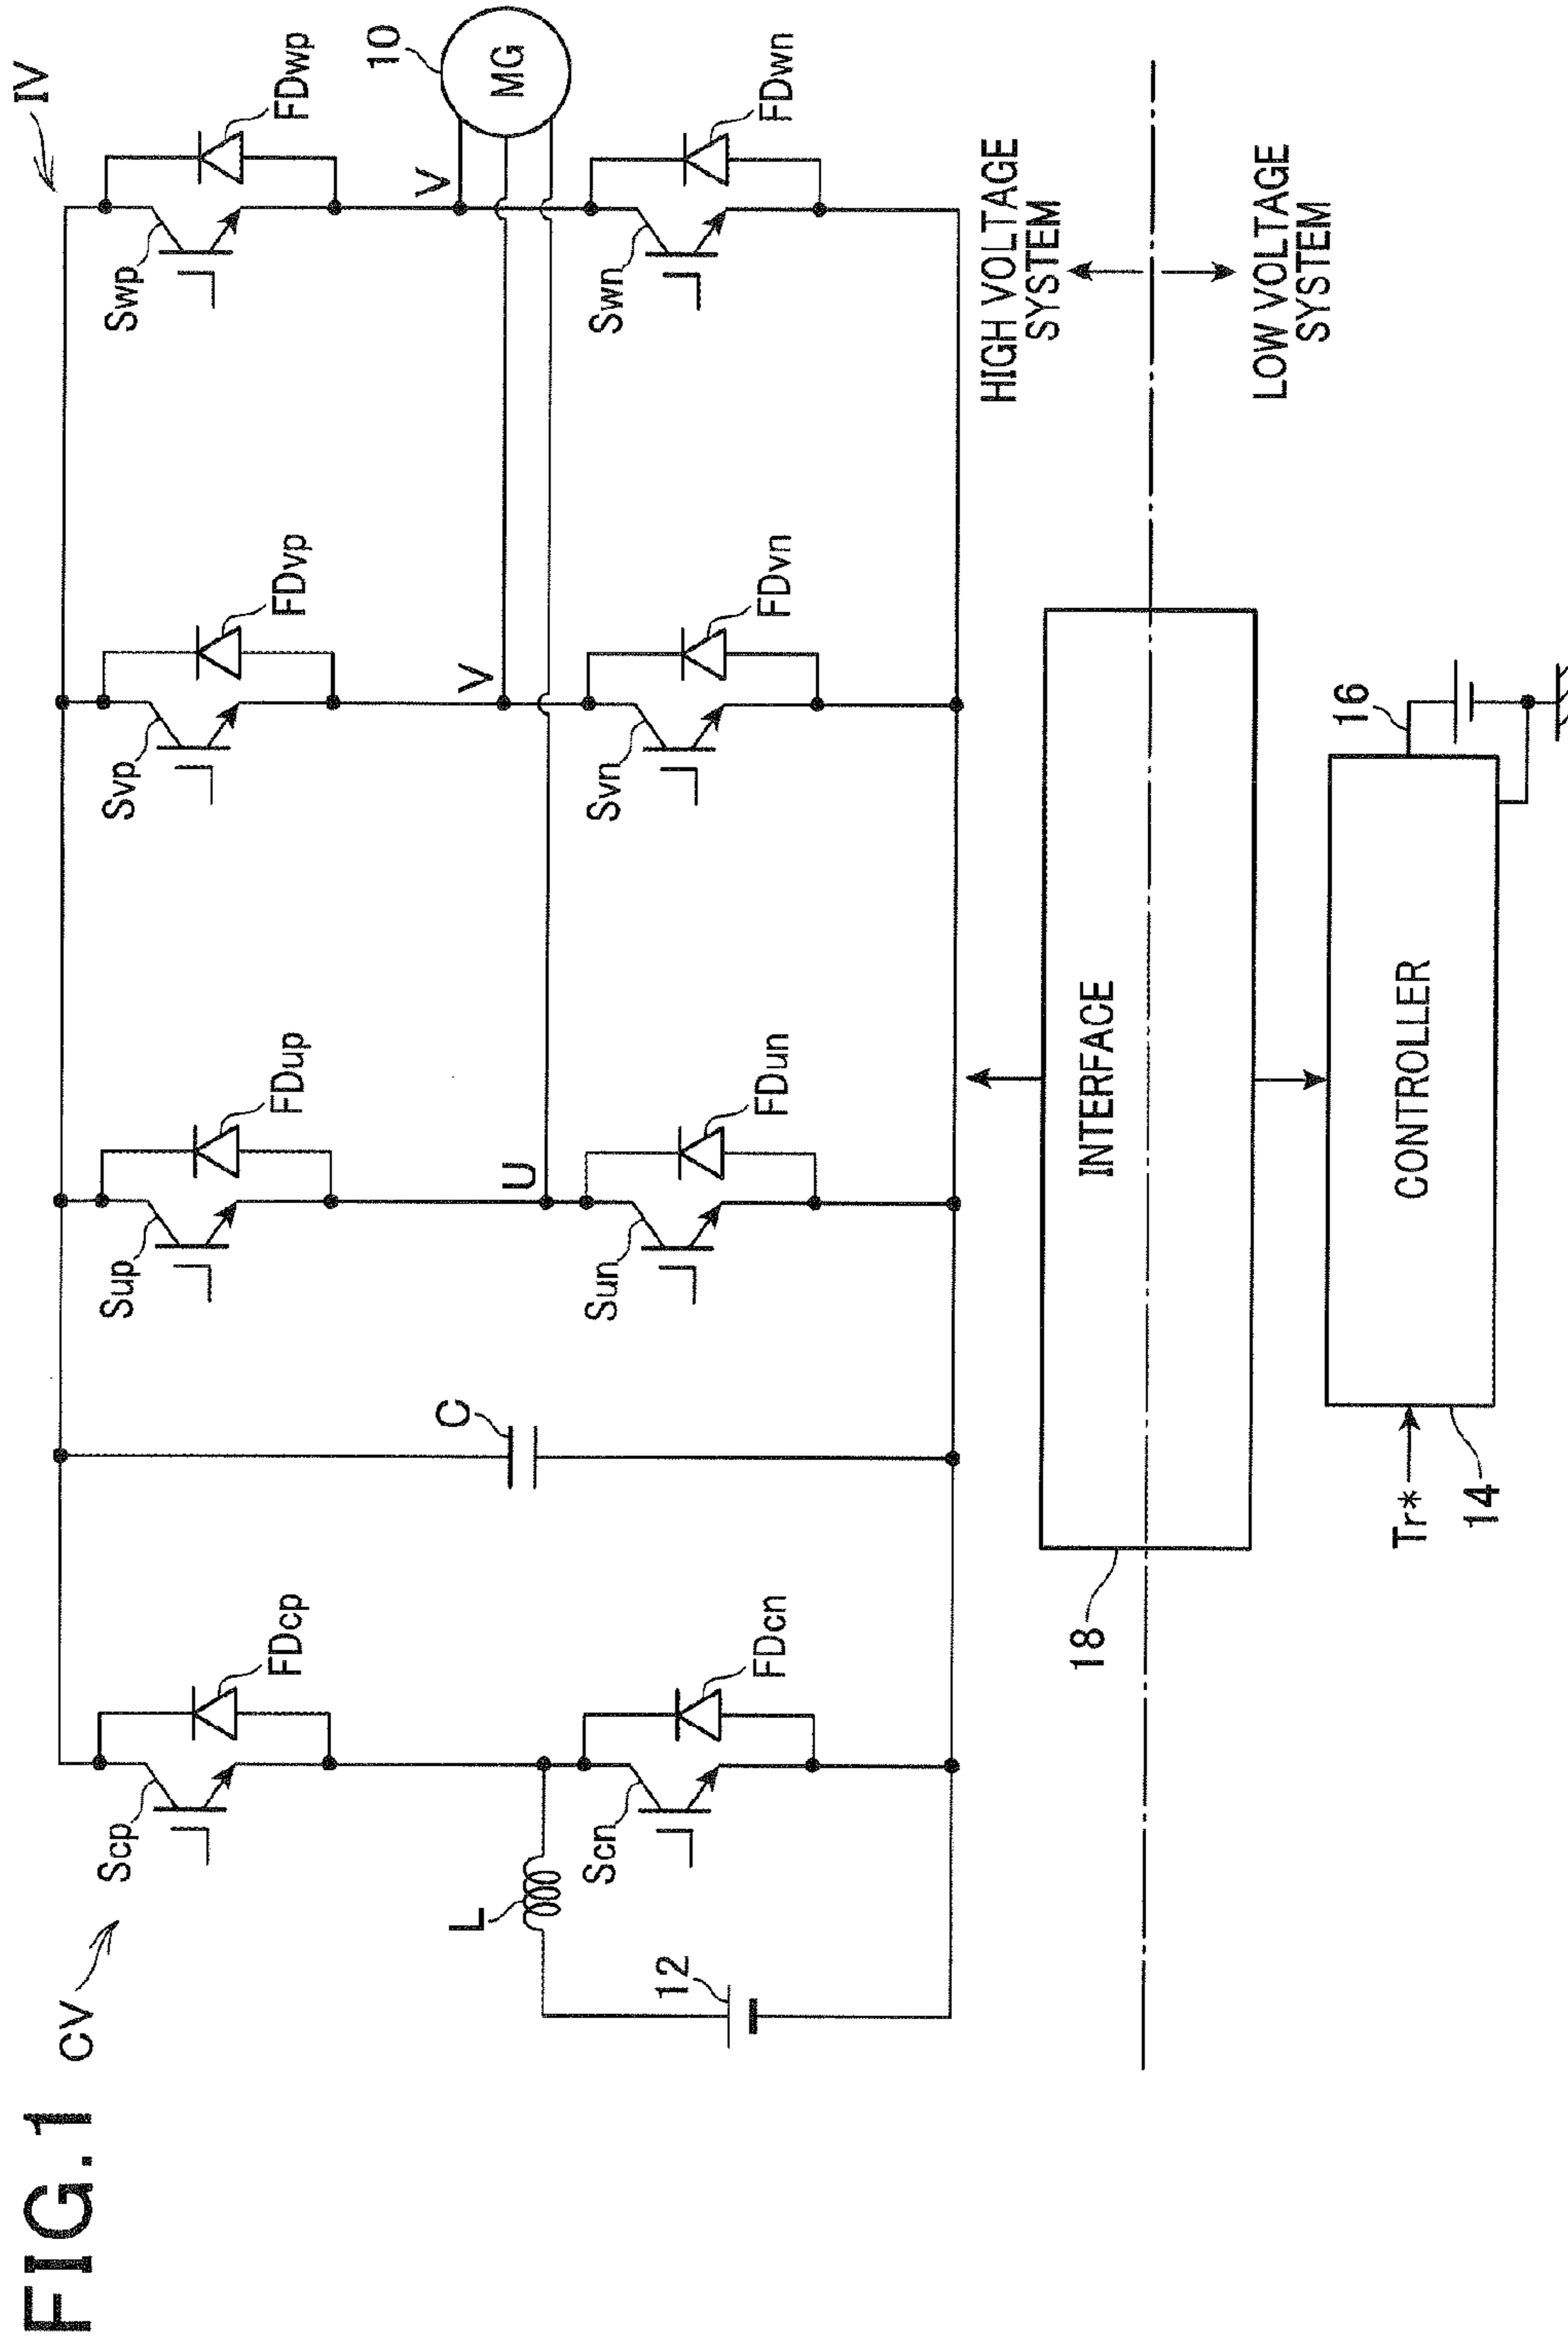 FIG.1
CV
IV
Scp
FDcp
Sup
FDup
Svp
FDvp
Swp
FDwp
L
C
U
V
V
10
MG
12
Scn
FDcn
Sun
FDun
Svn
FDvn
Swn
FDwn
HIGH VOLTAGE
SYSTEM
LOW VOLTAGE
SYSTEM
18
INTERFACE
Tr*
14
CONTROLLER
16